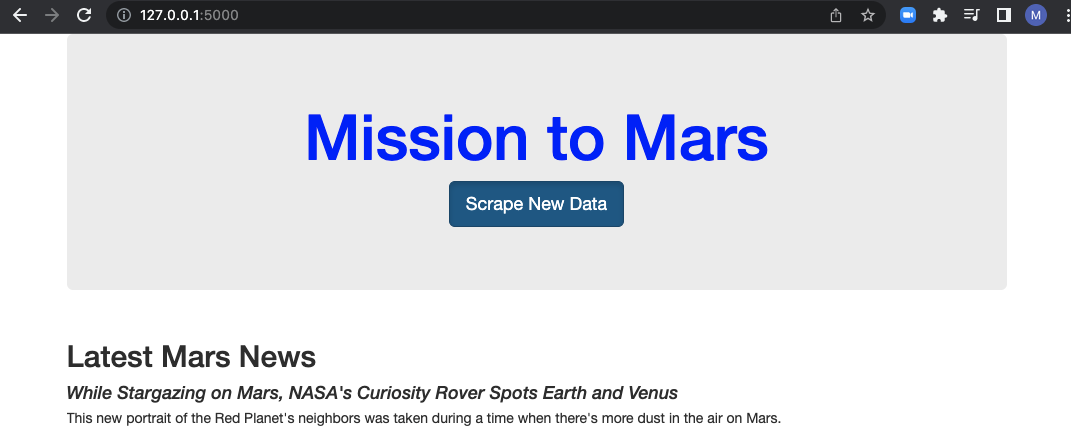 127.0.0.1:5000
M
Mission to Mars
Scrape New Data
Latest Mars News
While Stargazing on Mars, NASA's Curiosity Rover Spots Earth and Venus
This new portrait of the Red Planet's neighbors was taken during a time when there's more dust in the air on Mars.